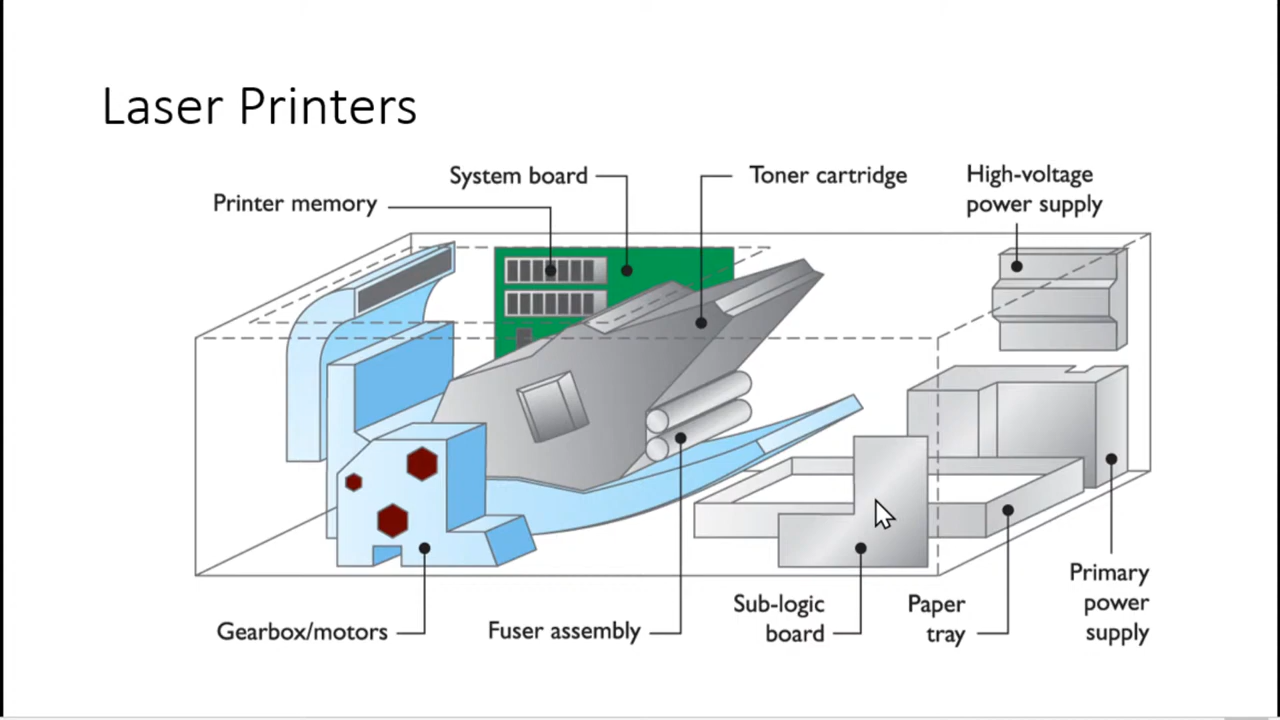 Laser Printers
System board
Toner cartridge
High-voltage
power supply
Printer memory
Gearbox/motors
Fuser assembly
Sub-logic
board
Paper
tray
Primary
power
supply